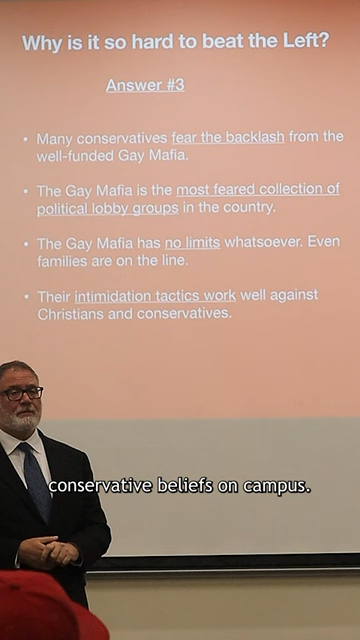 Why is it so hard to beat the Left?
Answer #3
• Many conservatives fear the backlash from the
well-funded Gay Mafia.
• The Gay Mafia is the most feared collection of
political lobby groups in the country.
• The Gay Mafia has no limits whatsoever. Even
families are on the line.
• Their intimidation tactics work well against
Christians and conservatives.
conservative beliefs on campus.